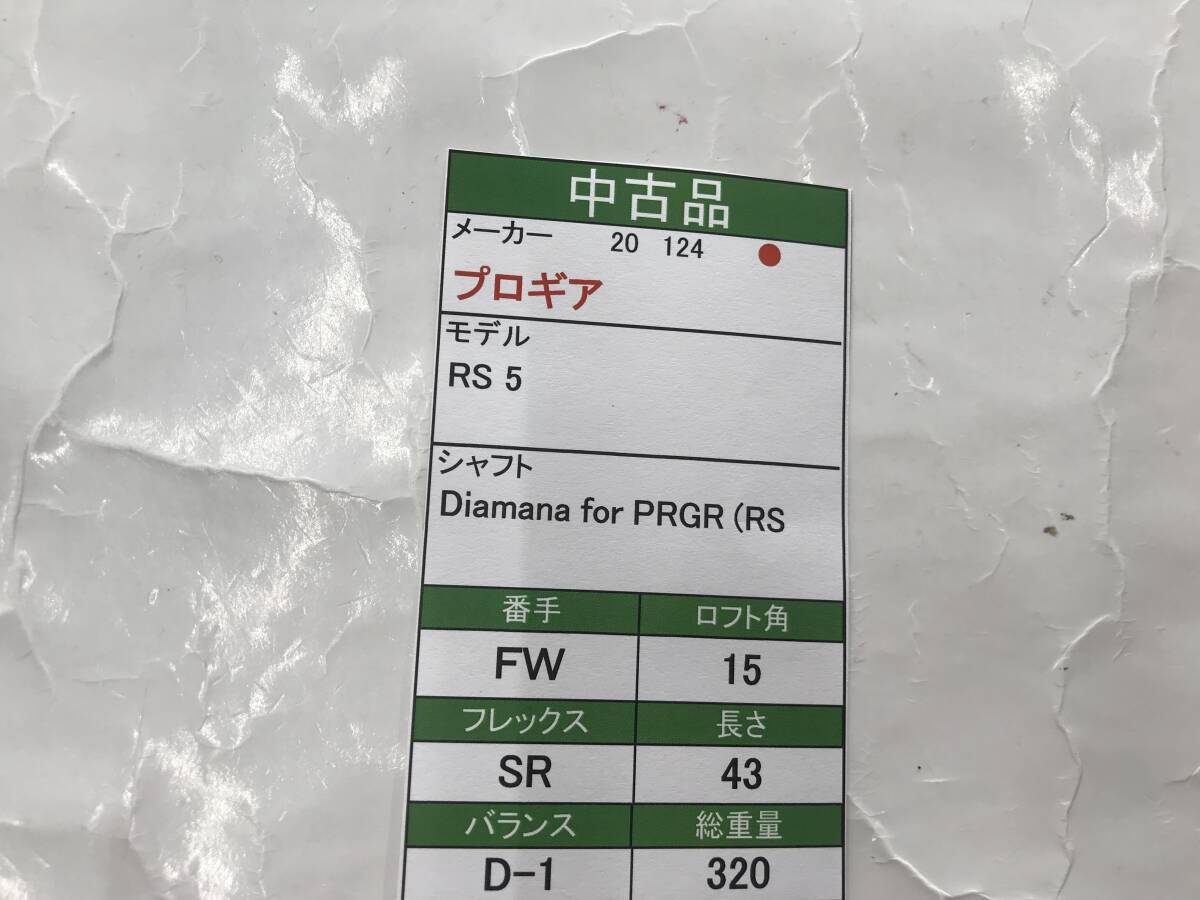 中古品
メーカー 20 124
プロギア
モデル
RS 5
シャフト
Diamana for PRGR (RS
番手 ロフト角
FW 15
フレックス 長さ
SR 43
バランス 総重量
D-1 320